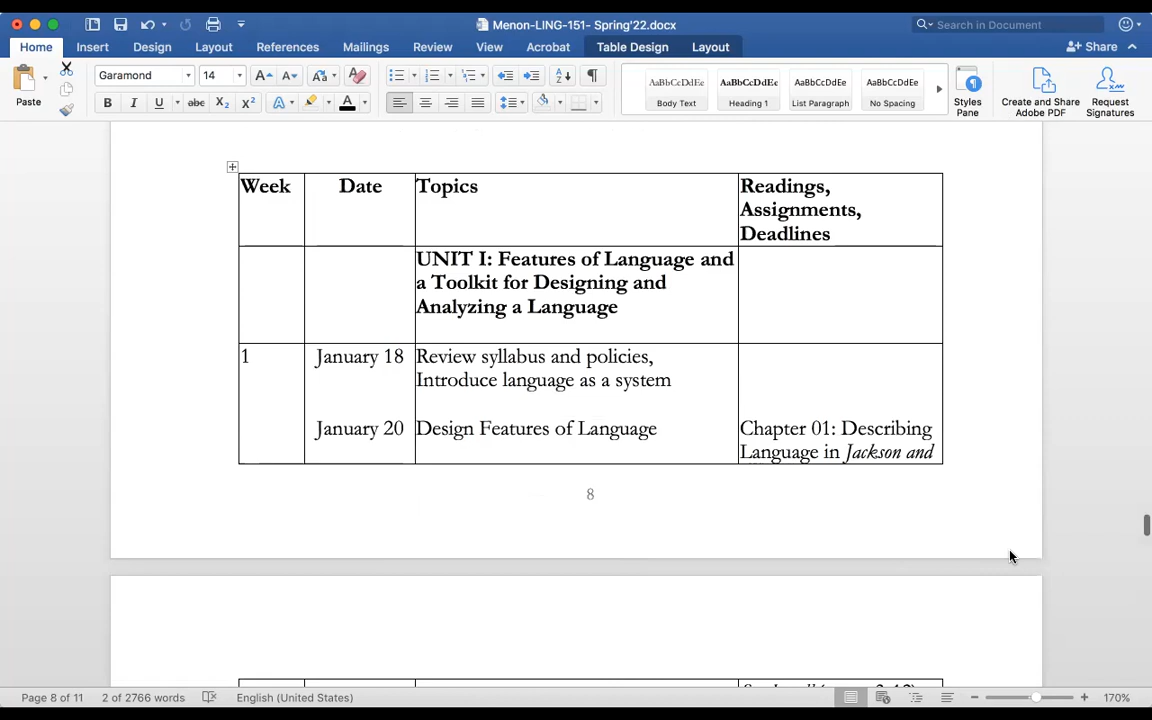 Menon-LING-151- Spring'22.docx
Search in Document
Home Insert Design Layout References Mailings Review View Acrobat Table Design Layout Share
Paste
Garamond 14
AaBbCcDdEe AaBbCcDdEe AaBbCcDdEe AaBbCcDdEe
Body Text Heading 1 List Paragraph No Spacing
Styles Pane
Create and Share Adobe PDF
Request Signatures
Week Date Topics Readings,
Assignments,
Deadlines
UNIT I: Features of Language and
a Toolkit for Designing and
Analyzing a Language
1 January 18 Review syllabus and policies,
Introduce language as a system
January 20 Design Features of Language Chapter 01: Describing
Language in Jackson and
8
Page 8 of 11 2 of 2766 words English (United States) 170%